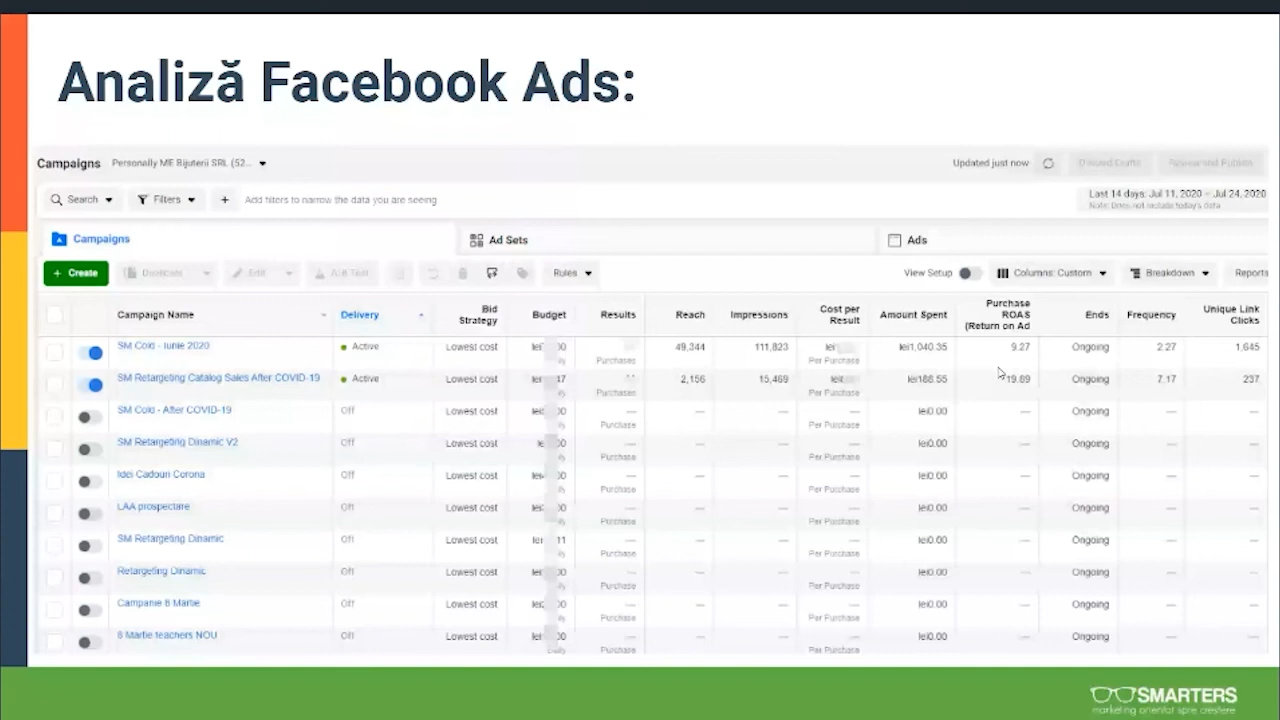 Analiză Facebook Ads:
Campaigns Personally ME Bijuterii SRL (52... Updated just now Discard Drafts Review and Publish
Search Filters + Add filters to narrow the data you are seeing Last 14 days: Jul 11, 2020 – Jul 24, 2020
Note: Does not include today's data
Campaigns Ad Sets Ads
+ Create Duplicate Edit A/B Test Rules View Setup Columns: Custom Breakdown Reports
Campaign Name Delivery Bid Strategy Budget Results Reach Impressions Cost per Result Amount Spent Purchase ROAS (Return on Ad Ends Frequency Unique Link Clicks
SM Cold - Iunie 2020 Active Lowest cost 49,344 111,823 lei1,040.35 9.27 Ongoing 2.27 1,645
Purchases Per Purchase
SM Retargeting Catalog Sales After COVID-19 Active Lowest cost 2,156 15,469 lei188.55 19.89 Ongoing 7.17 237
Purchases Per Purchase
SM Cold - After COVID-19 Off Lowest cost — — — lei0.00 — Ongoing — —
Purchase Per Purchase
SM Retargeting Dinamic V2 Off Lowest cost — — — lei0.00 — Ongoing — —
Purchase Per Purchase
Idei Cadouri Corona Off Lowest cost — — — lei0.00 — Ongoing — —
Purchase Per Purchase
LAA prospectare Off Lowest cost — — — lei0.00 — Ongoing — —
Purchase Per Purchase
SM Retargeting Dinamic Off Lowest cost — — — lei0.00 — Ongoing — —
Purchase Per Purchase
Retargeting Dinamic Off Lowest cost — — — lei0.00 — Ongoing — —
Purchase Per Purchase
Campanie 8 Martie Off Lowest cost — — — lei0.00 — Ongoing — —
Purchase Per Purchase
8 Martie teachers NOU Off Lowest cost — — — lei0.00 — Ongoing — —
Daily Purchase Per Purchase
SMARTERS
marketing orientat spre crestere